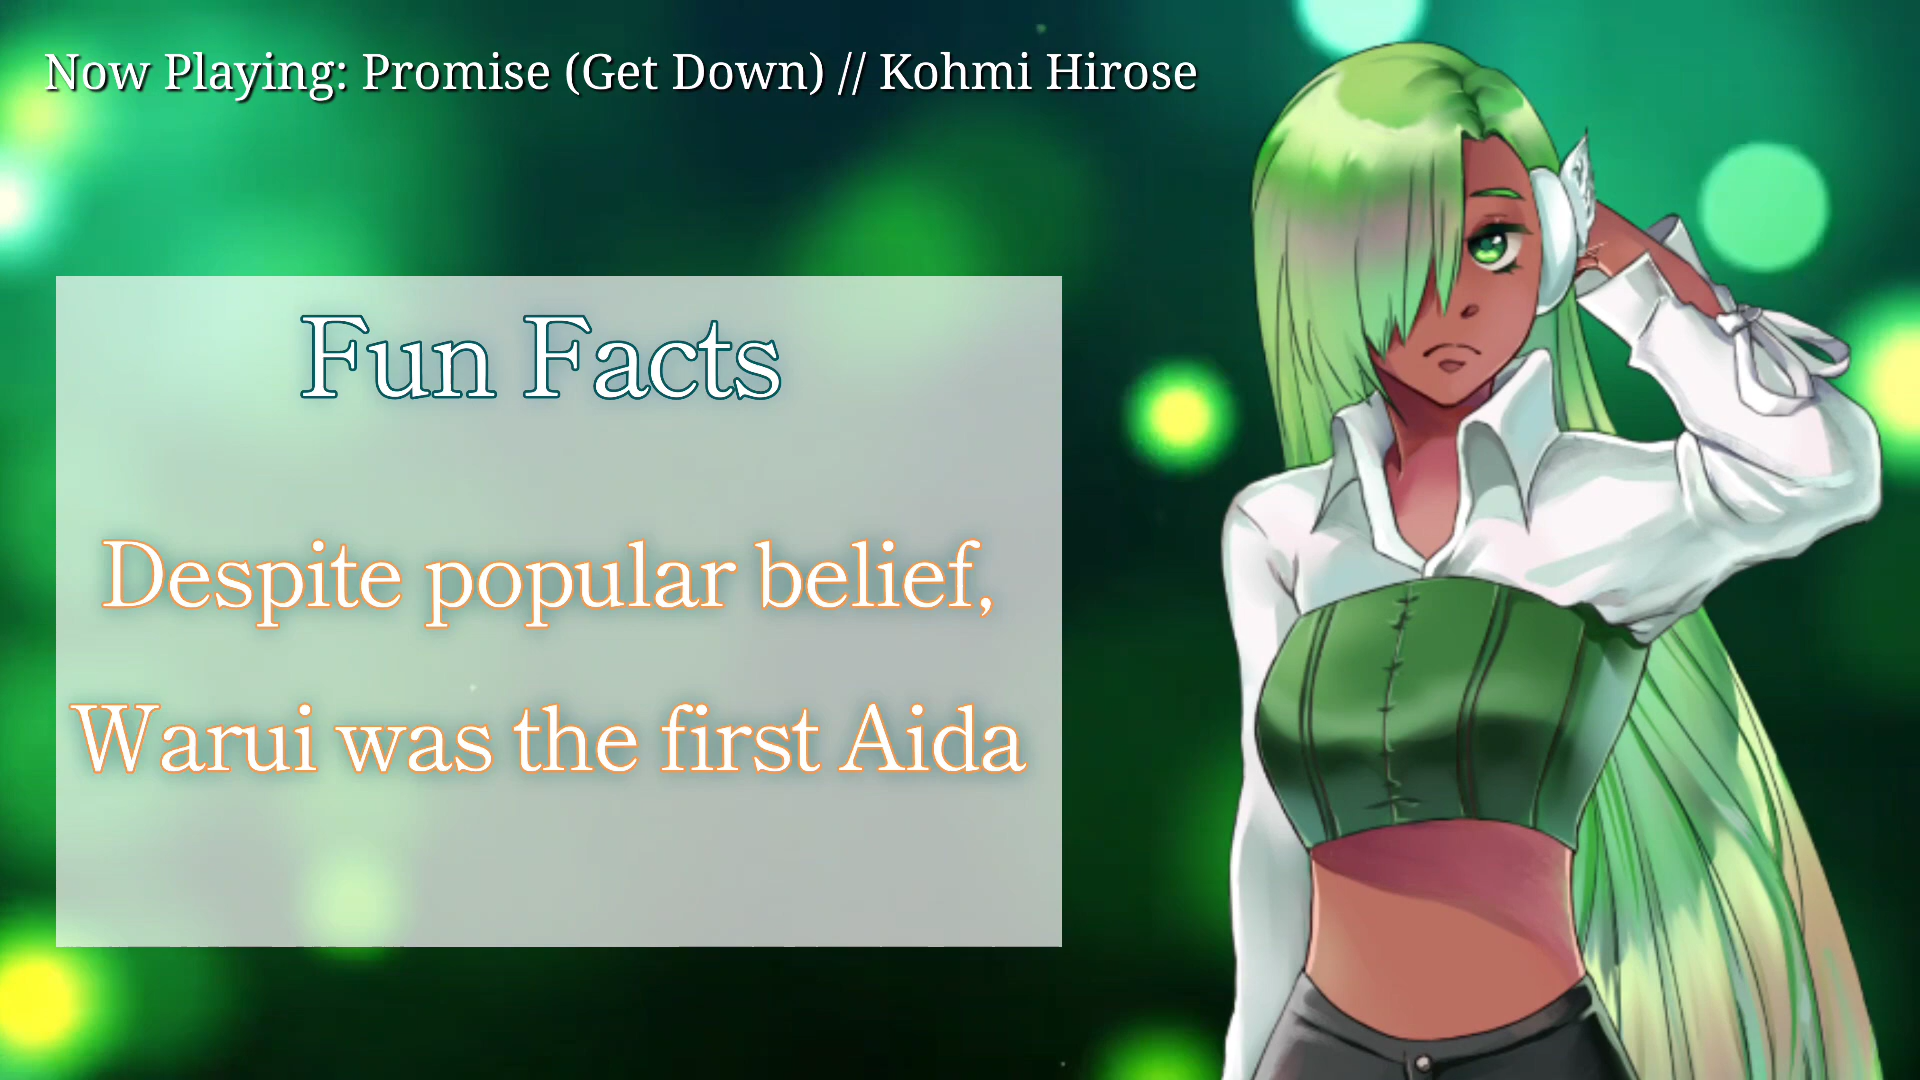 Now Playing: Promise (Get Down) // Kohmi Hirose
Fun Facts
Despite popular belief,
Warui was the first Aida